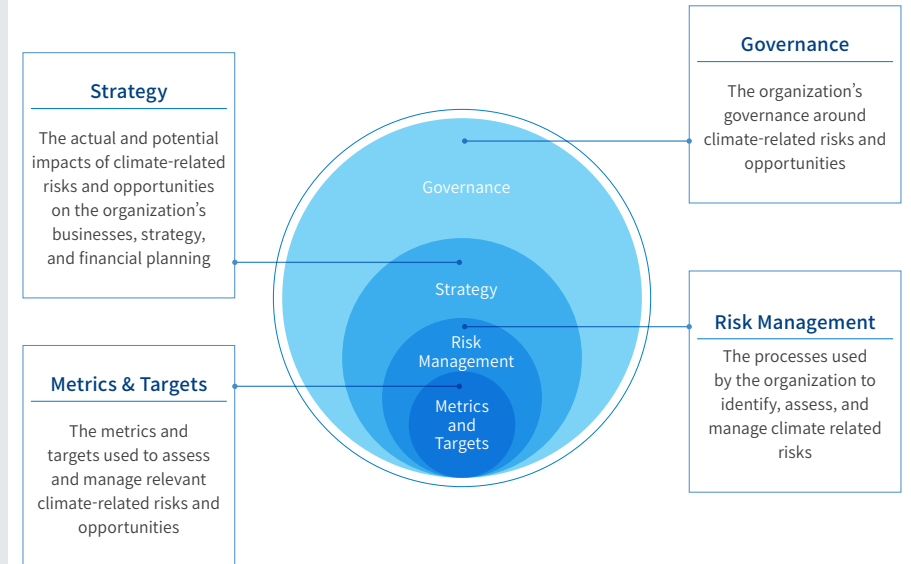 Governance
The organization's
governance around
climate-related risks and
opportunities
Strategy
The actual and potential
impacts of climate-related
risks and opportunities
on the organization's
businesses, strategy,
and financial planning
Governance
Strategy
Risk
Management
Metrics
and
Targets
Risk Management
The processes used
by the organization to
identify, assess, and
manage climate related
risks
Metrics & Targets
The metrics and
targets used to assess
and manage relevant
climate-related risks and
opportunities